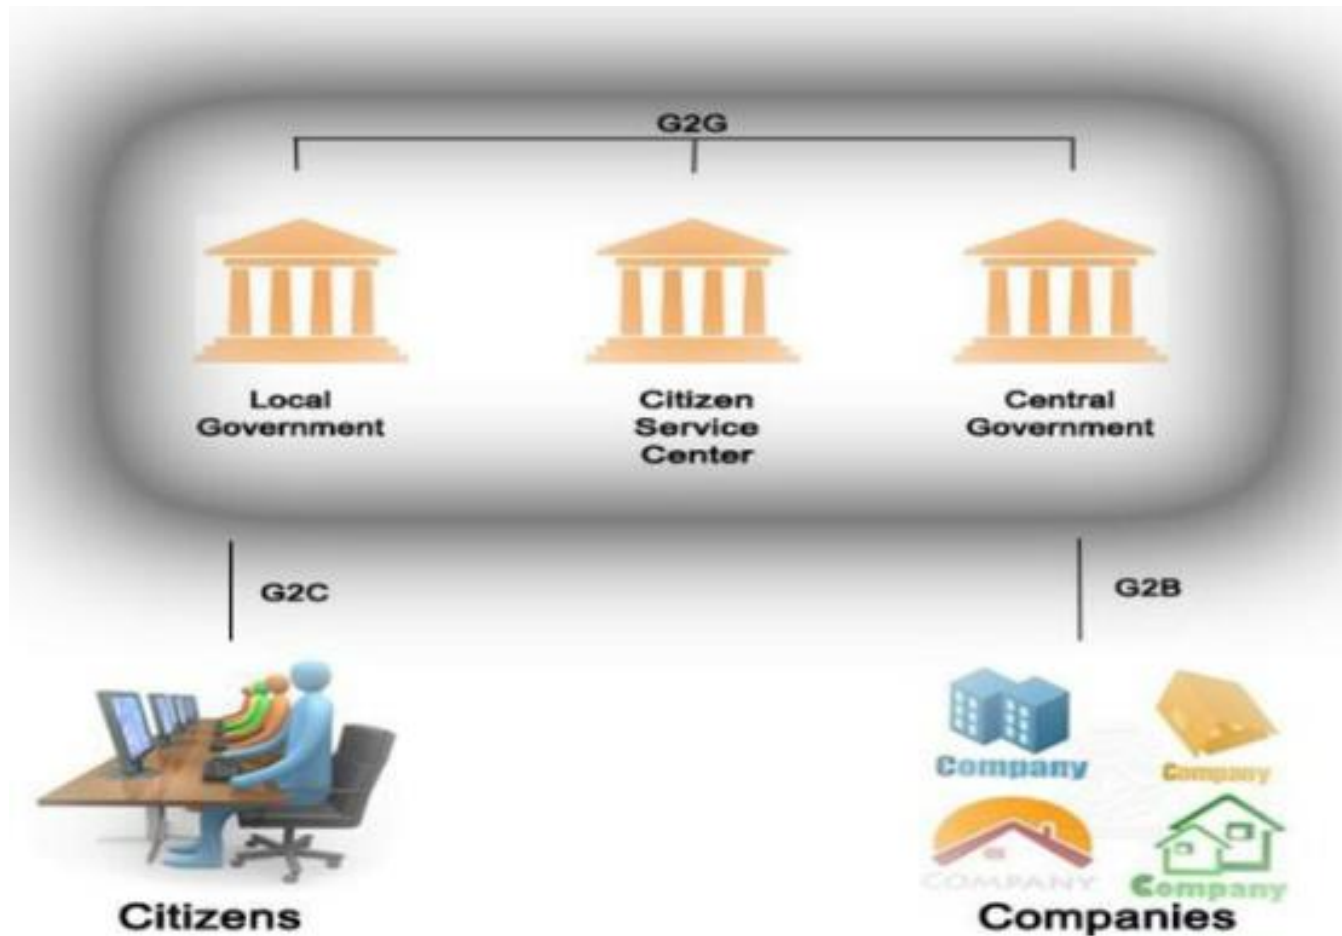 G2G
Local
Government
Citizen
Service
Center
Central
Government
G2C
G2B
Company
Company
COMPANY
Company
Citizens
Companies